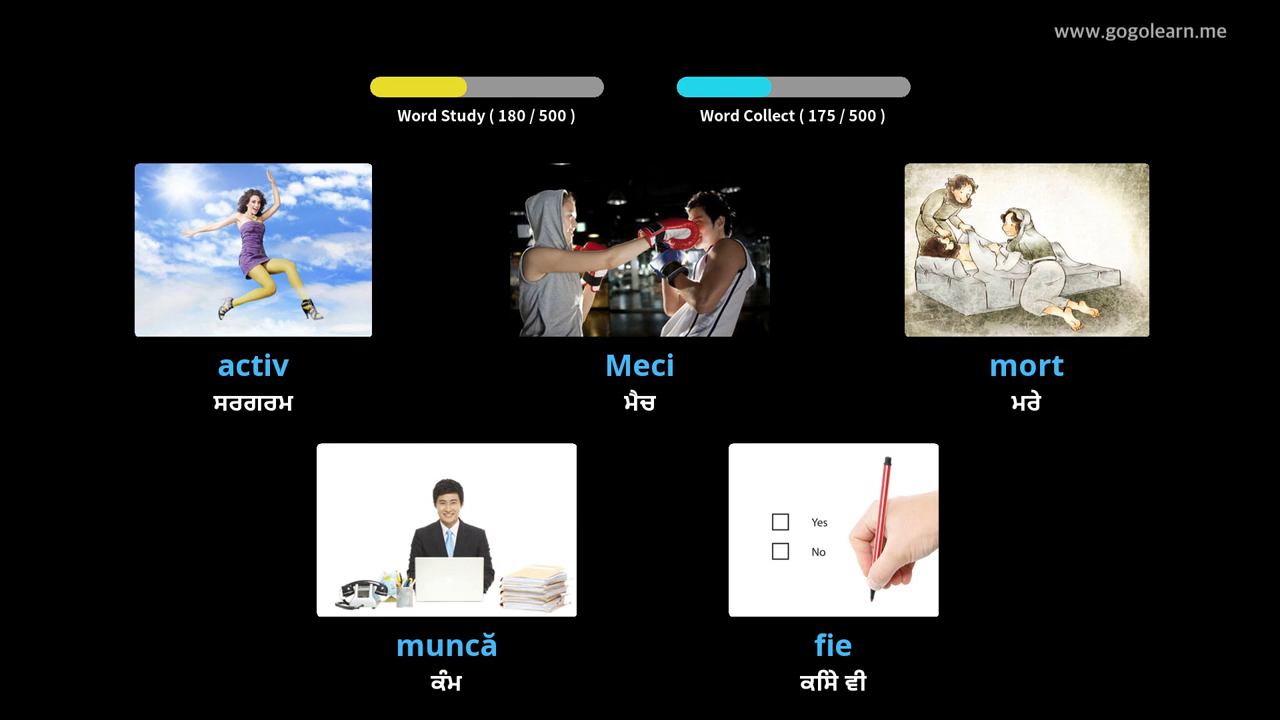 www.gogolearn.me
Word Study ( 180 / 500 )
Word Collect ( 175 / 500 )
activ
ਸਰਗਰਮ
Meci
ਮੈਚ
mort
ਮਰੇ
Yes
No
muncă
ਕੰਮ
fie
ਕਿਸੇ ਵੀ